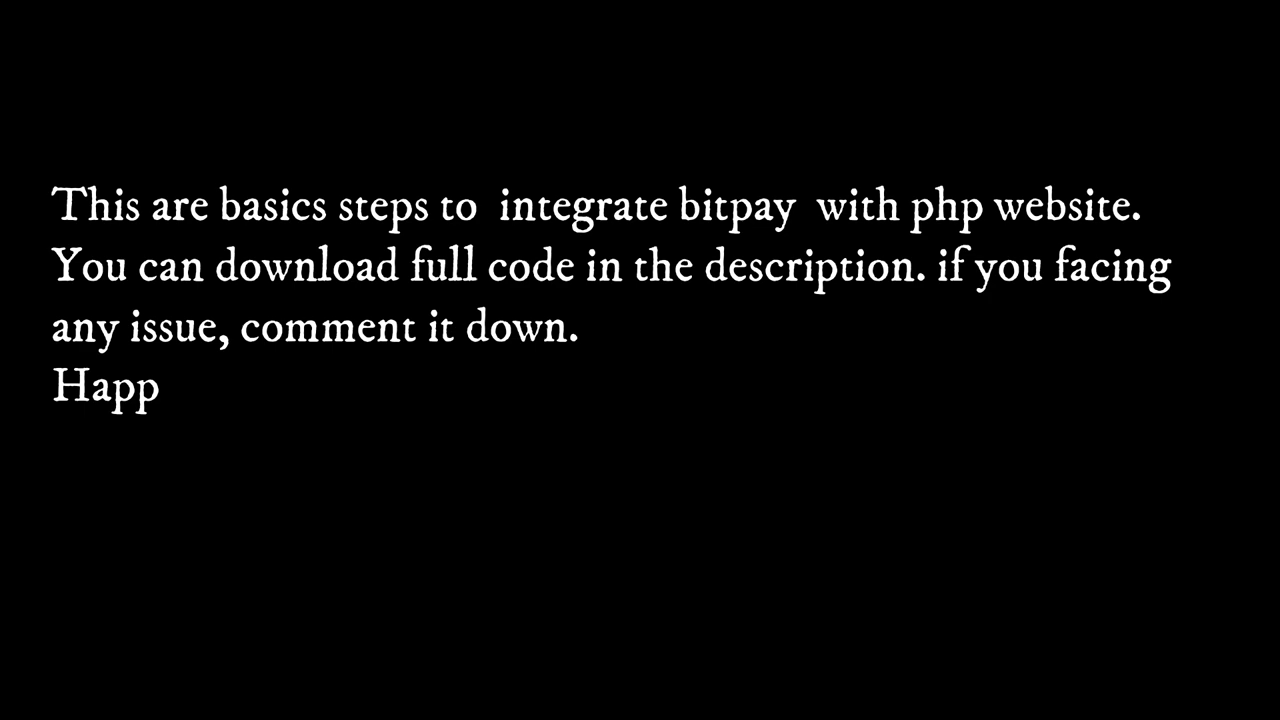 This are basics steps to  integrate bitpay  with php website.
You can download full code in the description. if you facing
any issue, comment it down.
Happ